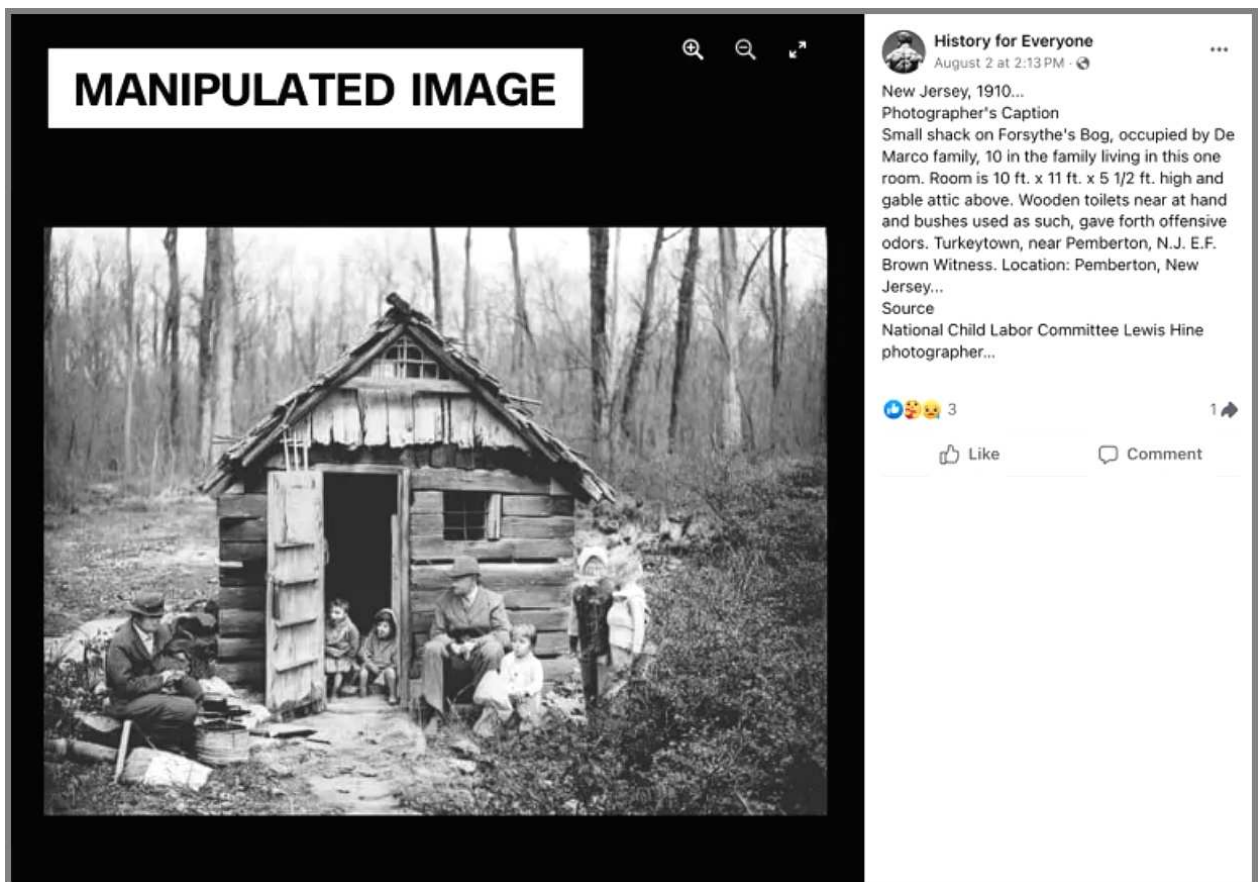 MANIPULATED IMAGE
History for Everyone
August 2 at 2:13 PM ·
New Jersey, 1910...
Photographer's Caption
Small shack on Forsythe's Bog, occupied by De
Marco family, 10 in the family living in this one
room. Room is 10 ft. x 11 ft. x 5 1/2 ft. high and
gable attic above. Wooden toilets near at hand
and bushes used as such, gave forth offensive
odors. Turkeytown, near Pemberton, N.J. E.F.
Brown Witness. Location: Pemberton, New
Jersey...
Source
National Child Labor Committee Lewis Hine
photographer...
3
1
Like
Comment